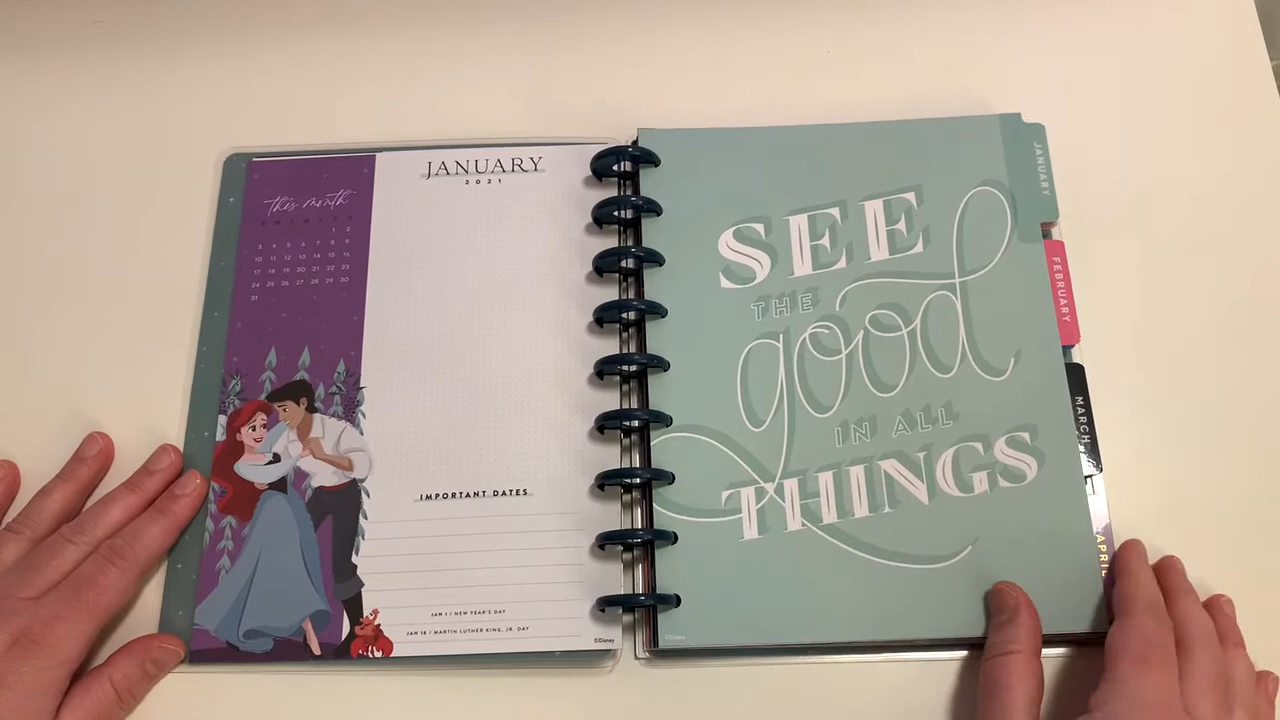 this month
1 2
3 4 5 6 7 8 9
10 11 12 13 14 15 16
17 18 19 20 21 22 23
24 25 26 27 28 29 30
31
JANUARY
2021
IMPORTANT DATES
JAN 1 / NEW YEAR'S DAY
JAN 18 / MARTIN LUTHER KING, JR. DAY
©Disney
SEE
THE
good
IN ALL
THINGS
©Disney
JANUARY
FEBRUARY
MARCH
APRIL